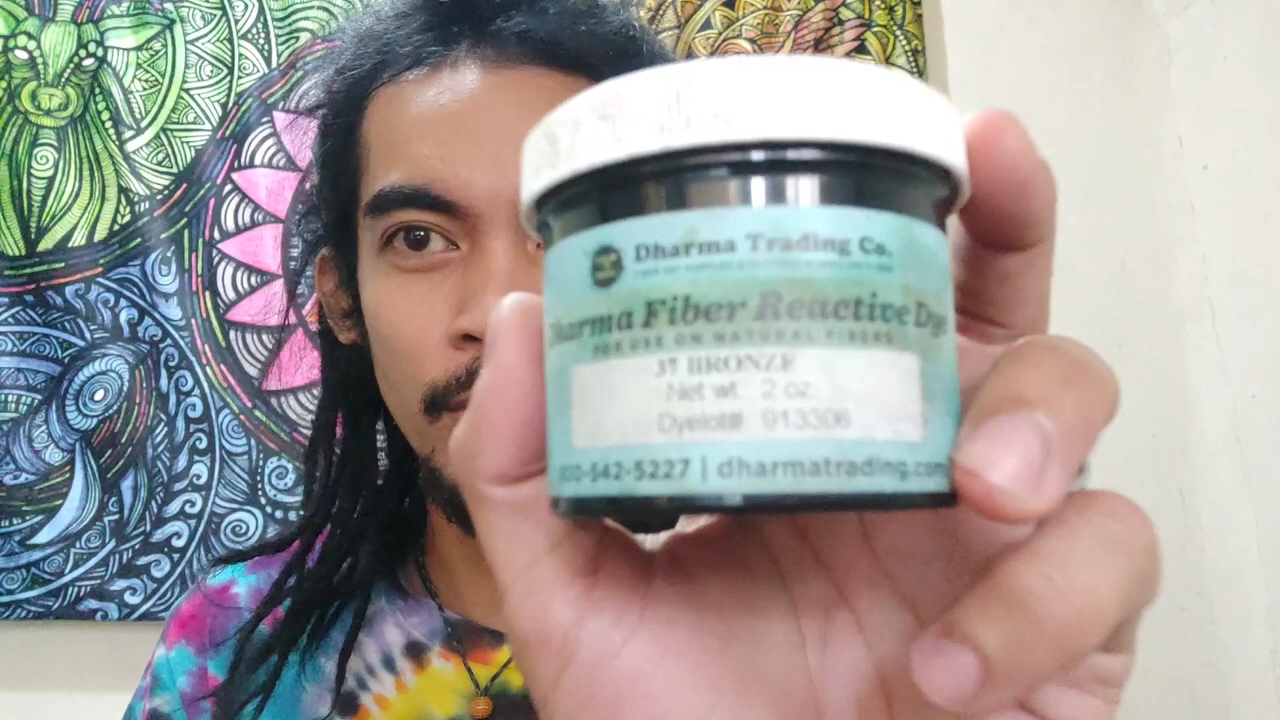 Dharma Trading Co.
Dharma Fiber Reactive Dye
FOR USE ON NATURAL FIBERS
37 BRONZE
Net wt. 2 oz.
Dyelot# 913306
800-542-5227 | dharmatrading.com